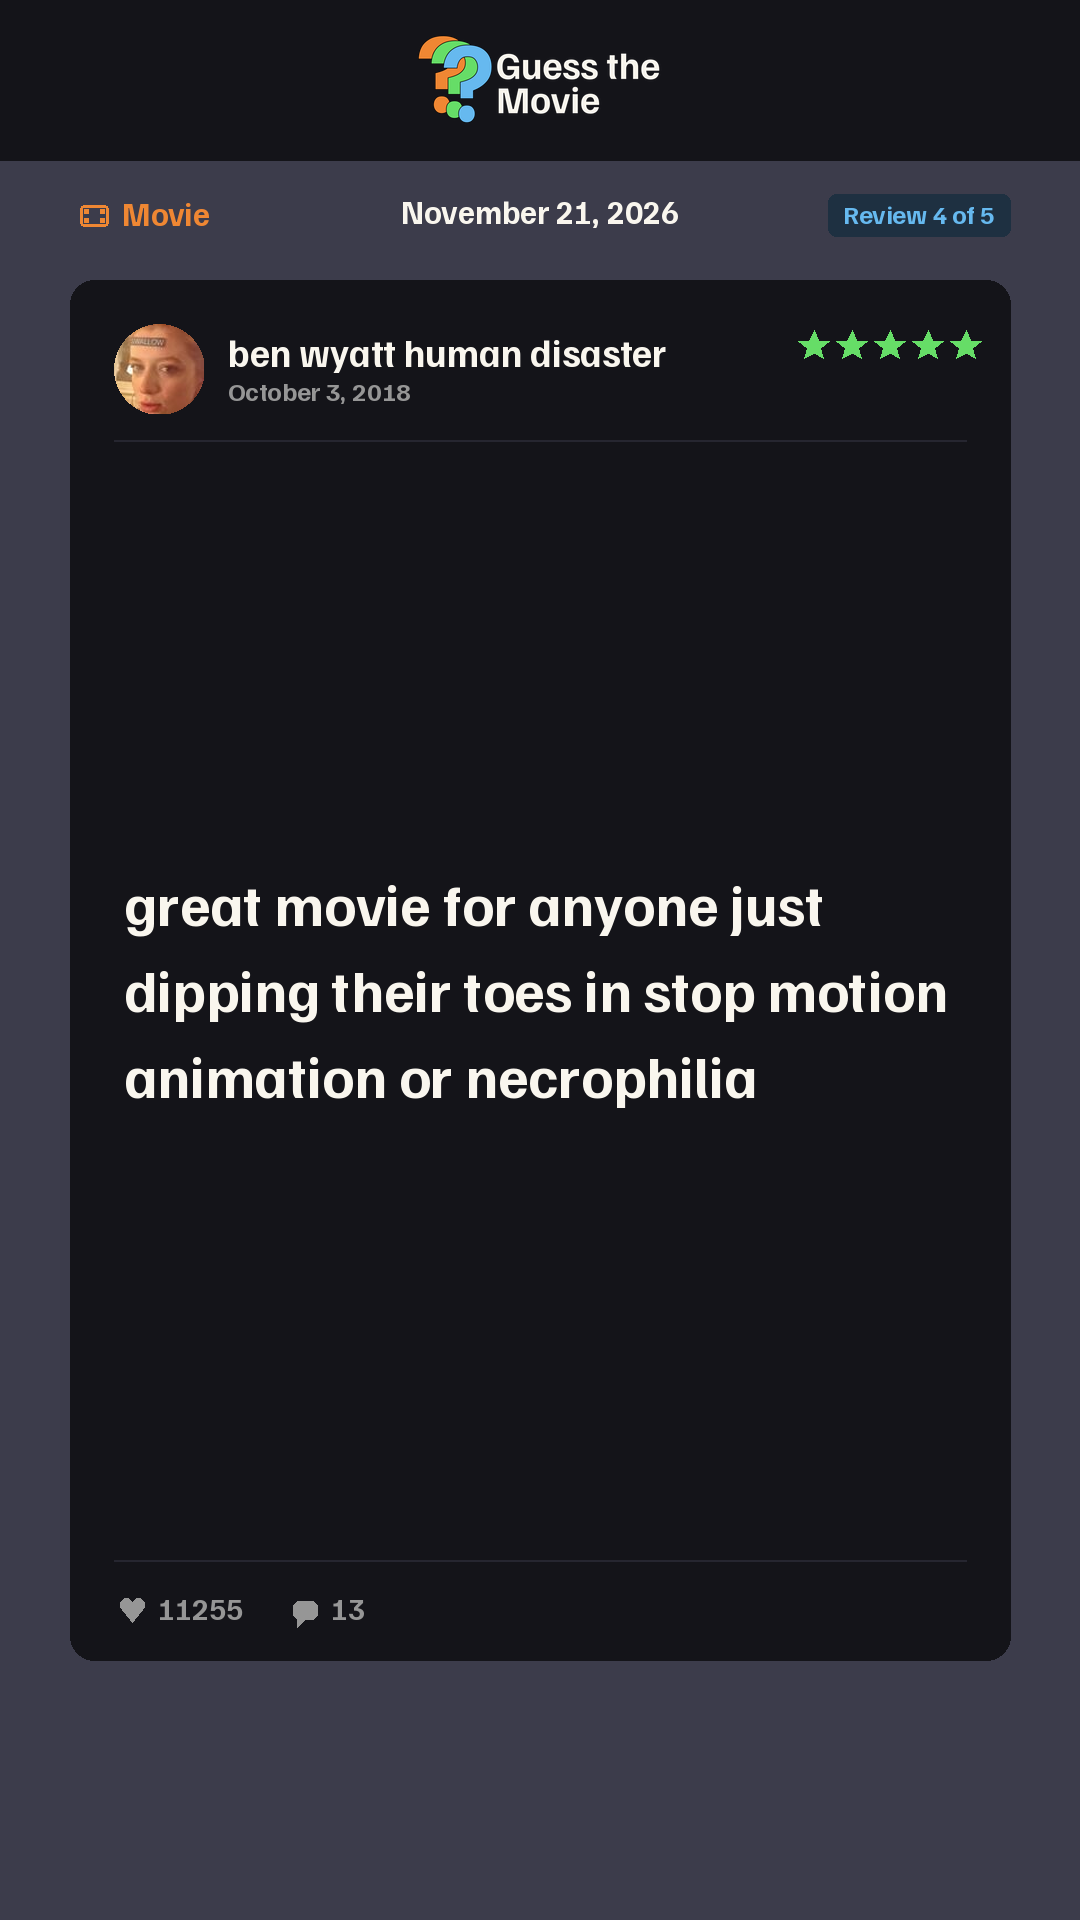 Guess the
Movie
Movie
November 21, 2026
Review 4 of 5
ben wyatt human disaster
October 3, 2018
great movie for anyone just
dipping their toes in stop motion
animation or necrophilia
11255
13